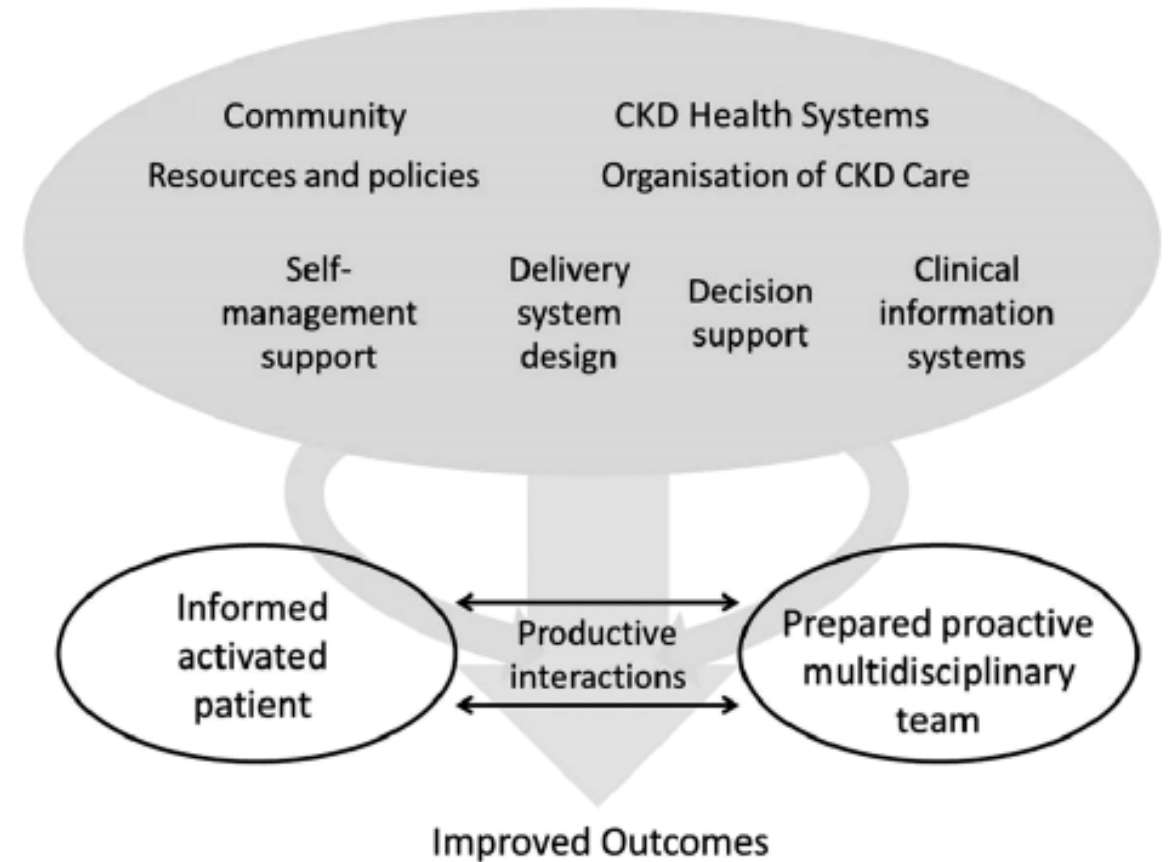 Community
CKD Health Systems
Resources and policies
Organisation of CKD Care
Self-
management
support
Delivery
system
design
Decision
support
Clinical
information
systems
Informed
activated
patient
Productive
interactions
Prepared proactive
multidisciplinary
team
Improved Outcomes